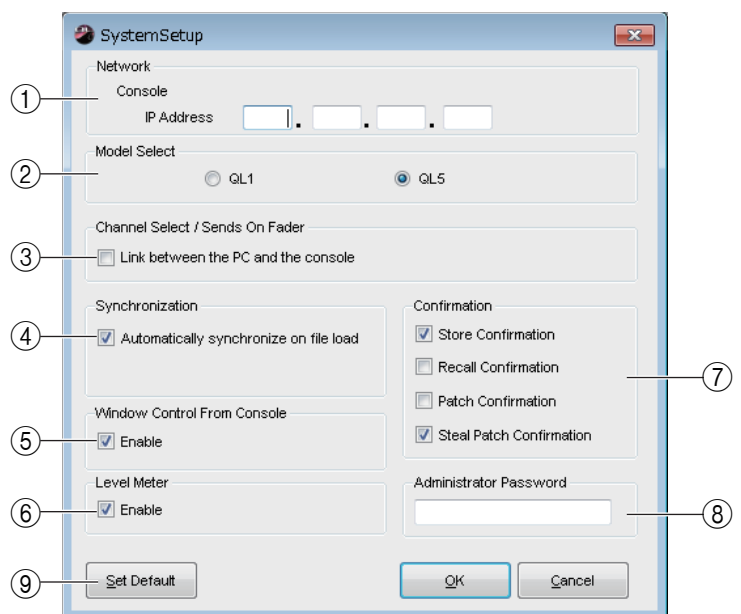 SystemSetup
Network
① Console
IP Address . . .
Model Select
② QL1 QL5
Channel Select / Sends On Fader
③ Link between the PC and the console
Synchronization
④ Automatically synchronize on file load
Confirmation
Store Confirmation
Recall Confirmation
⑦
Patch Confirmation
Steal Patch Confirmation
Window Control From Console
⑤ Enable
Level Meter
⑥ Enable
Administrator Password
⑧
⑨ Set Default
OK
Cancel